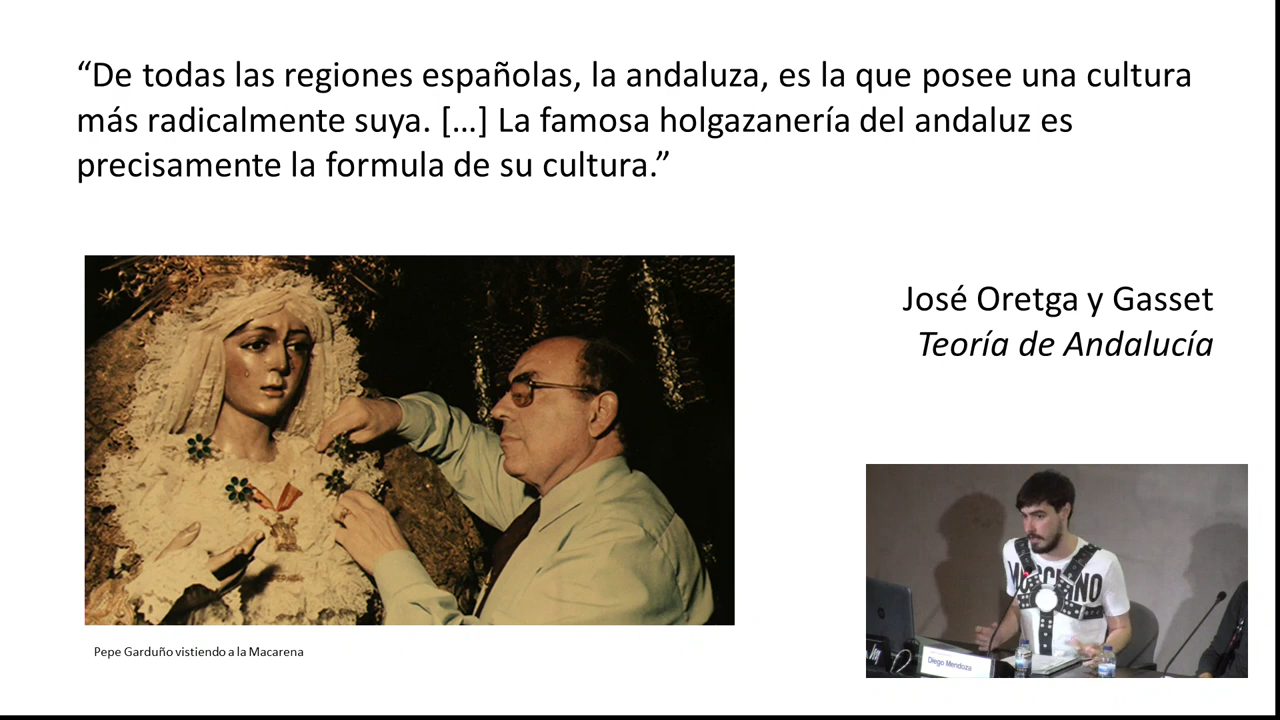 “De todas las regiones españolas, la andaluza, es la que posee una cultura
más radicalmente suya. [...] La famosa holgazanería del andaluz es
precisamente la formula de su cultura.”
José Oretga y Gasset
Teoría de Andalucía
Pepe Garduño vistiendo a la Macarena
Diego Mendoza